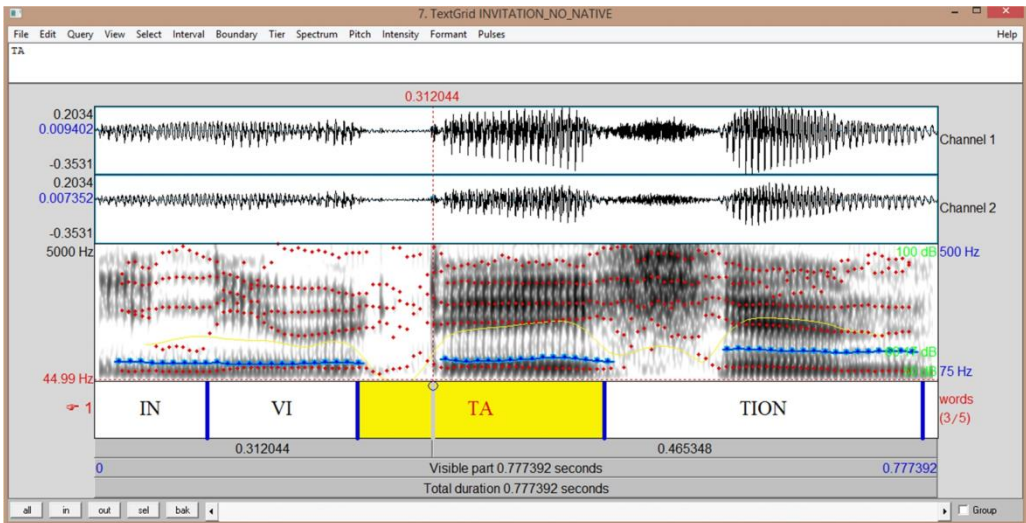 7. TextGrid INVITATION_NO_NATIVE
File Edit Query View Select Interval Boundary Tier Spectrum Pitch Intensity Formant Pulses Help
TA
0.312044
0.2034
0.009402
-0.3531
Channel 1
0.2034
0.007352
-0.3531
Channel 2
5000 Hz
100 dB
500 Hz
dB
44.99 Hz
75 Hz
1
IN VI TA TION
words
(3/5)
0.312044 0.465348
0 Visible part 0.777392 seconds 0.777392
Total duration 0.777392 seconds
all in out sel bak Group